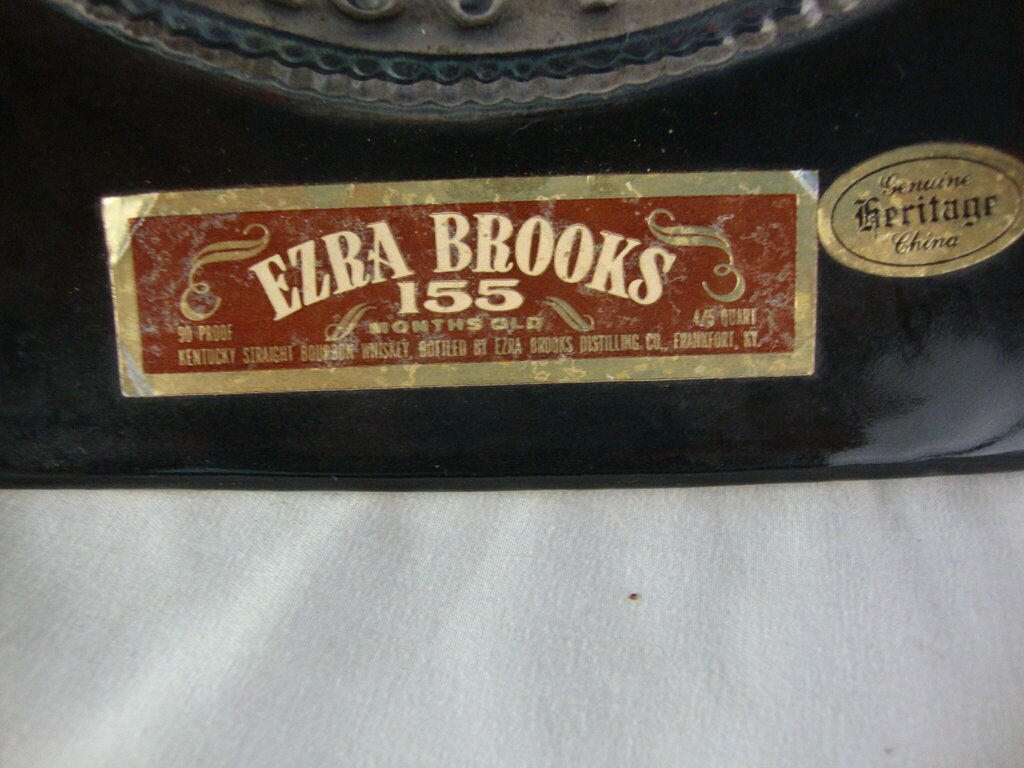 EZRA BROOKS
155
MONTHS OLD
90 PROOF
4/5 QUART
KENTUCKY STRAIGHT BOURBON WHISKEY, BOTTLED BY EZRA BROOKS DISTILLING CO., FRANKFORT, KY.
Genuine
Heritage
China